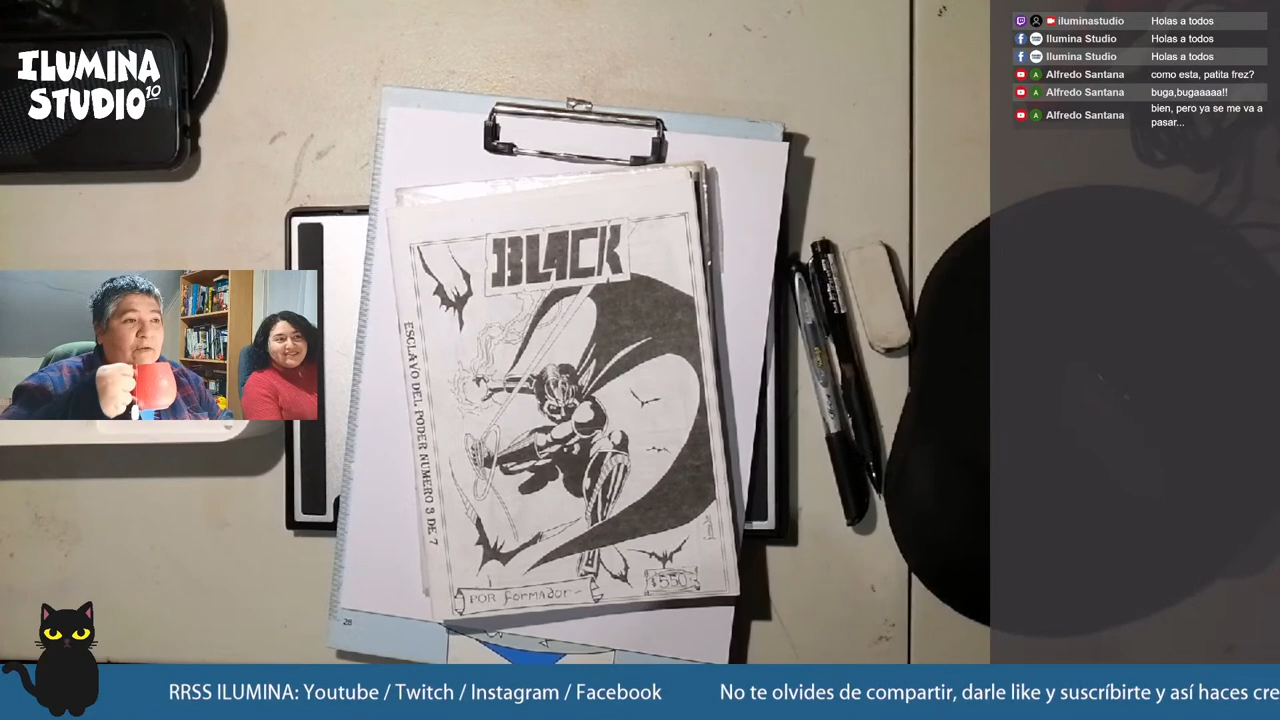 ILUMINA
STUDIO 10
iluminastudio Holas a todos
Ilumina Studio Holas a todos
Ilumina Studio Holas a todos
Alfredo Santana como esta, patita frez?
Alfredo Santana buga,bugaaaaa!!
Alfredo Santana bien, pero ya se me va a
pasar...
BLACK
ESCLAVO DEL PODER NUMERO 3 DE 7
POR FORMADOR-
$550
28
RRSS ILUMINA: Youtube / Twitch / Instagram / Facebook
No te olvides de compartir, darle like y suscríbirte y así haces cre